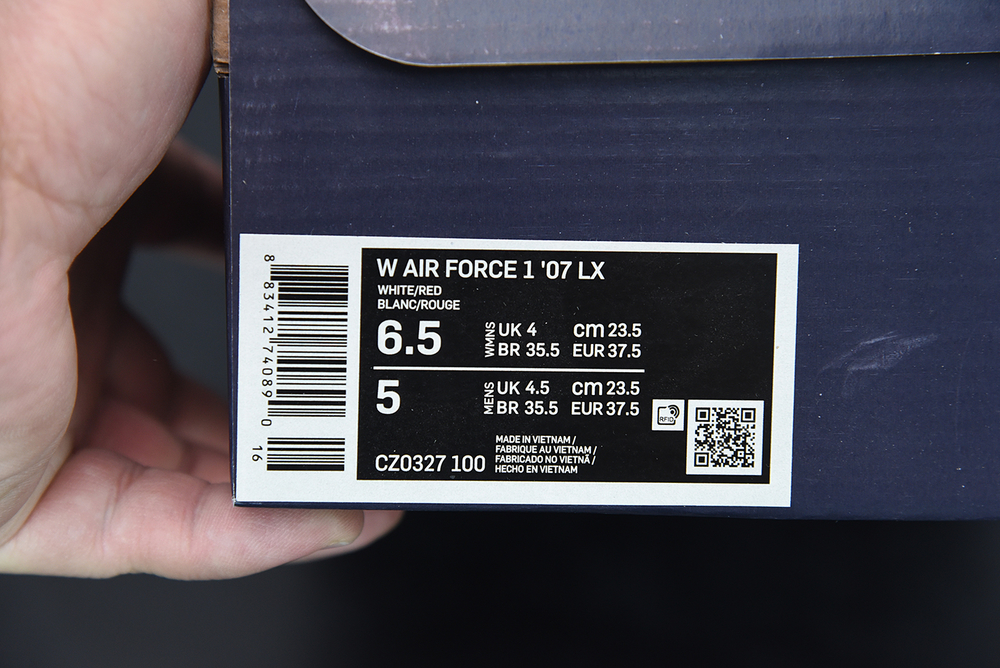 W AIR FORCE 1 '07 LX
WHITE/RED
BLANC/ROUGE
6.5 WMNS UK 4 cm 23.5
BR 35.5 EUR 37.5
5 MENS UK 4.5 cm 23.5
BR 35.5 EUR 37.5
RFID
CZ0327 100
MADE IN VIETNAM /
FABRIQUE AU VIETNAM /
FABRICADO NO VIETNÃ /
HECHO EN VIETNAM
8 83412 74089 0
16